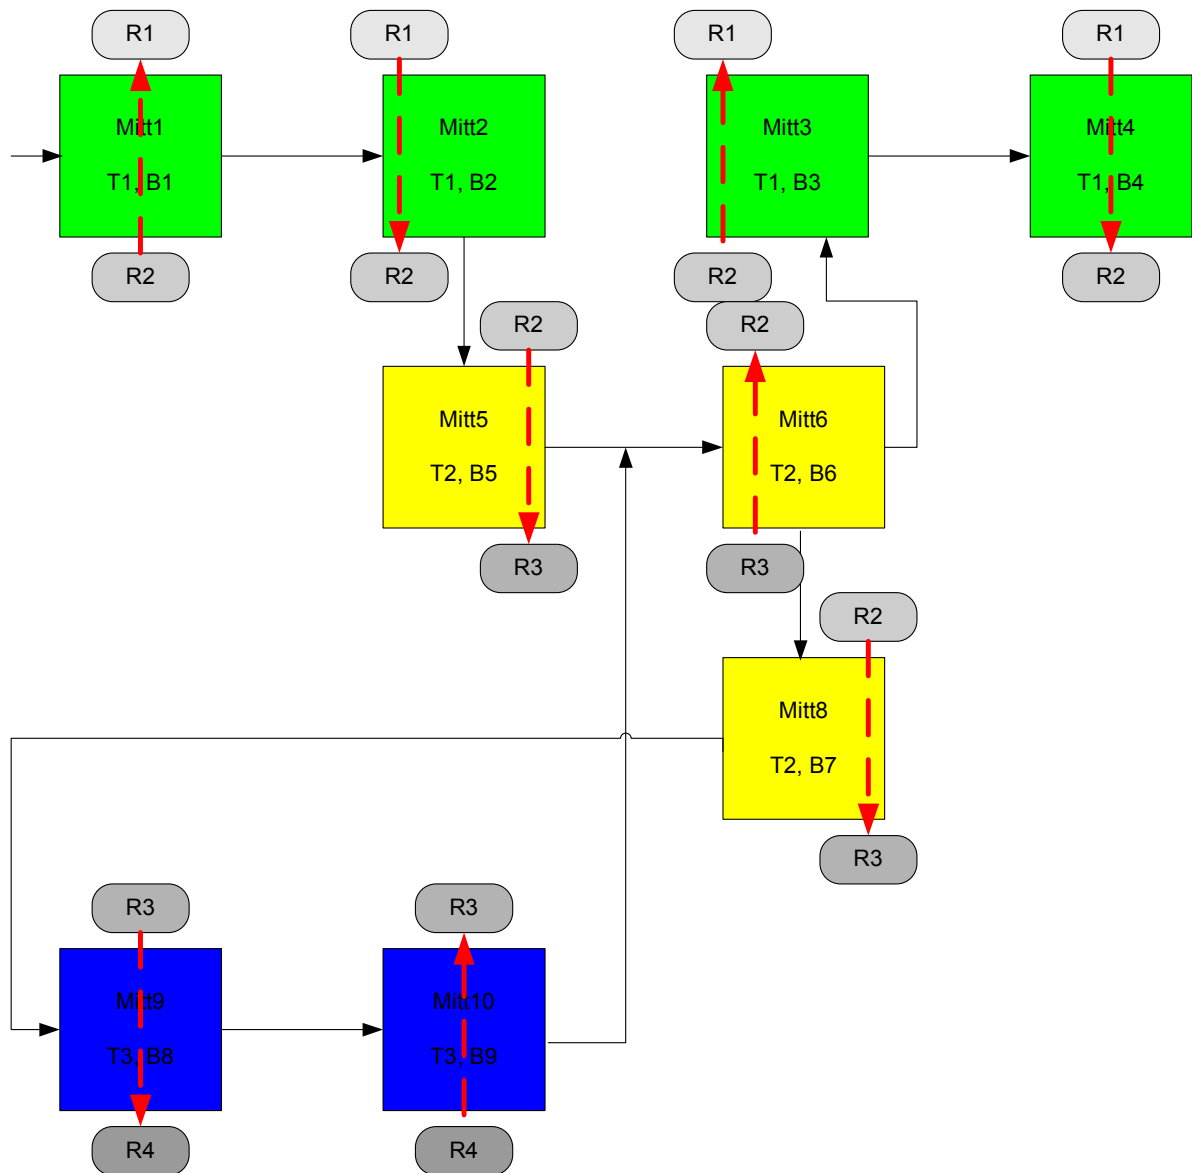 R1
R1
R1
R1
Mitt1
Mitt2
Mitt3
Mitt4
T1, B1
T1, B2
T1, B3
T1, B4
R2
R2
R2
R2
R2
R2
Mitt5
Mitt6
T2, B5
T2, B6
R3
R3
R2
Mitt8
T2, B7
R3
R3
R3
Mitt9
Mitt10
T3, B8
T3, B9
R4
R4